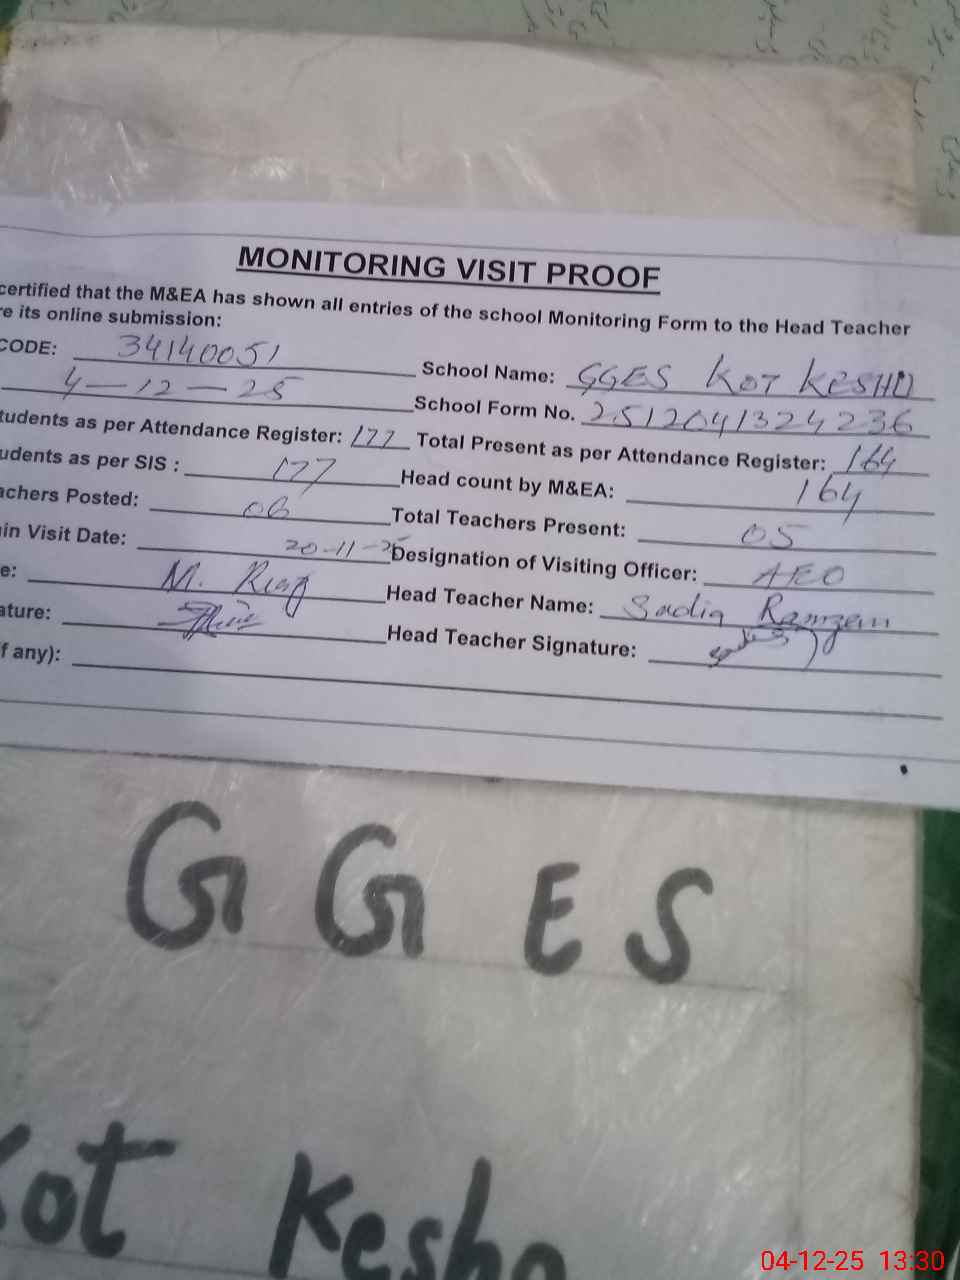 MONITORING VISIT PROOF
certified that the M&EA has shown all entries of the school Monitoring Form to the Head Teacher
re its online submission:
CODE: 34140051 School Name: GGES KOT KESHO
4-12-25 School Form No. 2512041324236
tudents as per Attendance Register: 177 Total Present as per Attendance Register: 164
udents as per SIS : 177 Head count by M&EA: 164
achers Posted: 06 Total Teachers Present: 05
in Visit Date: 20-11-25 Designation of Visiting Officer: AEO
e: M. Riaz Head Teacher Name: Sadia Ramzan
ature: Head Teacher Signature:
f any):
GGES
Kot Kesho
04-12-25 13:30